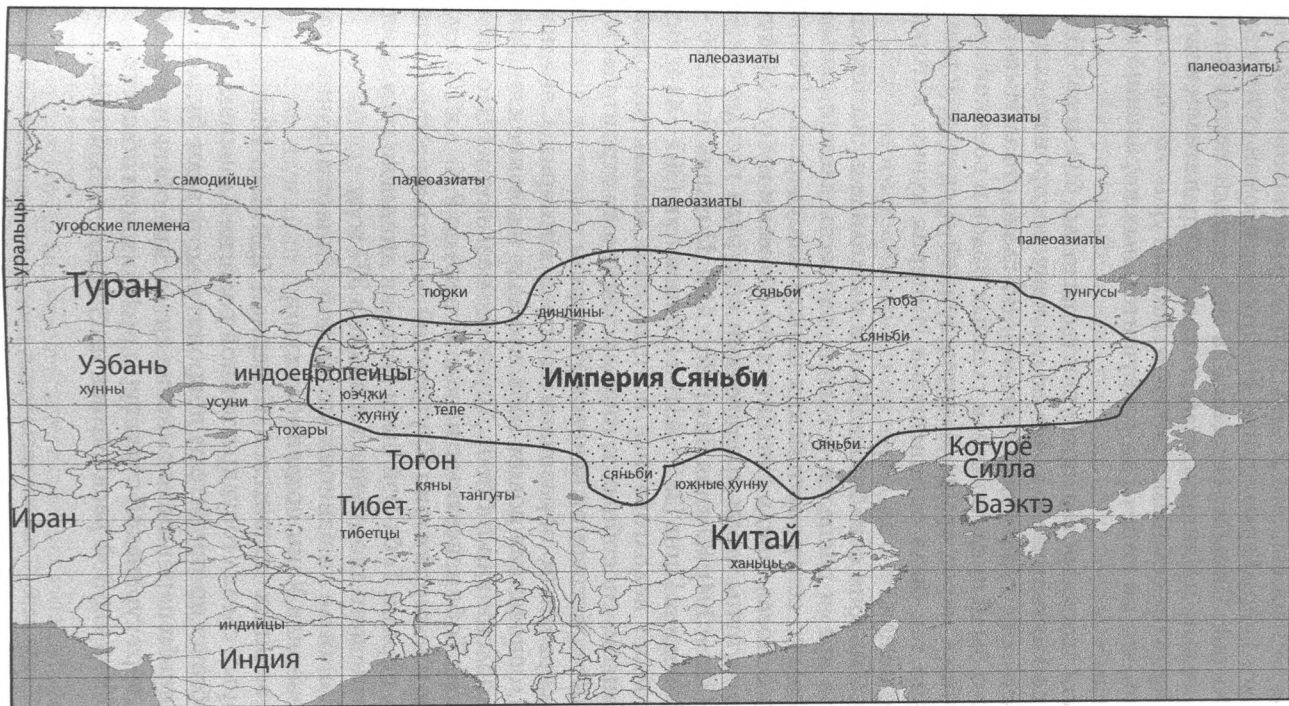 палеоазиаты
палеоазиаты
палеоазиаты
самодийцы
палеоазиаты
палеоазиаты
уральцы
угорские племена
палеоазиаты
Туран
тюрки
сяньби
тоба
тунгусы
динлины
сяньби
Уэбань
хунны
индоевропейцы
Империя Сяньби
усуни
юэчжи
хунну
теле
тохары
сяньби
Когурё
Силла
Тогон
кяны
тангуты
сяньби
южные хунну
Баэктэ
Тибет
тибетцы
Иран
Китай
ханьцы
индийцы
Индия